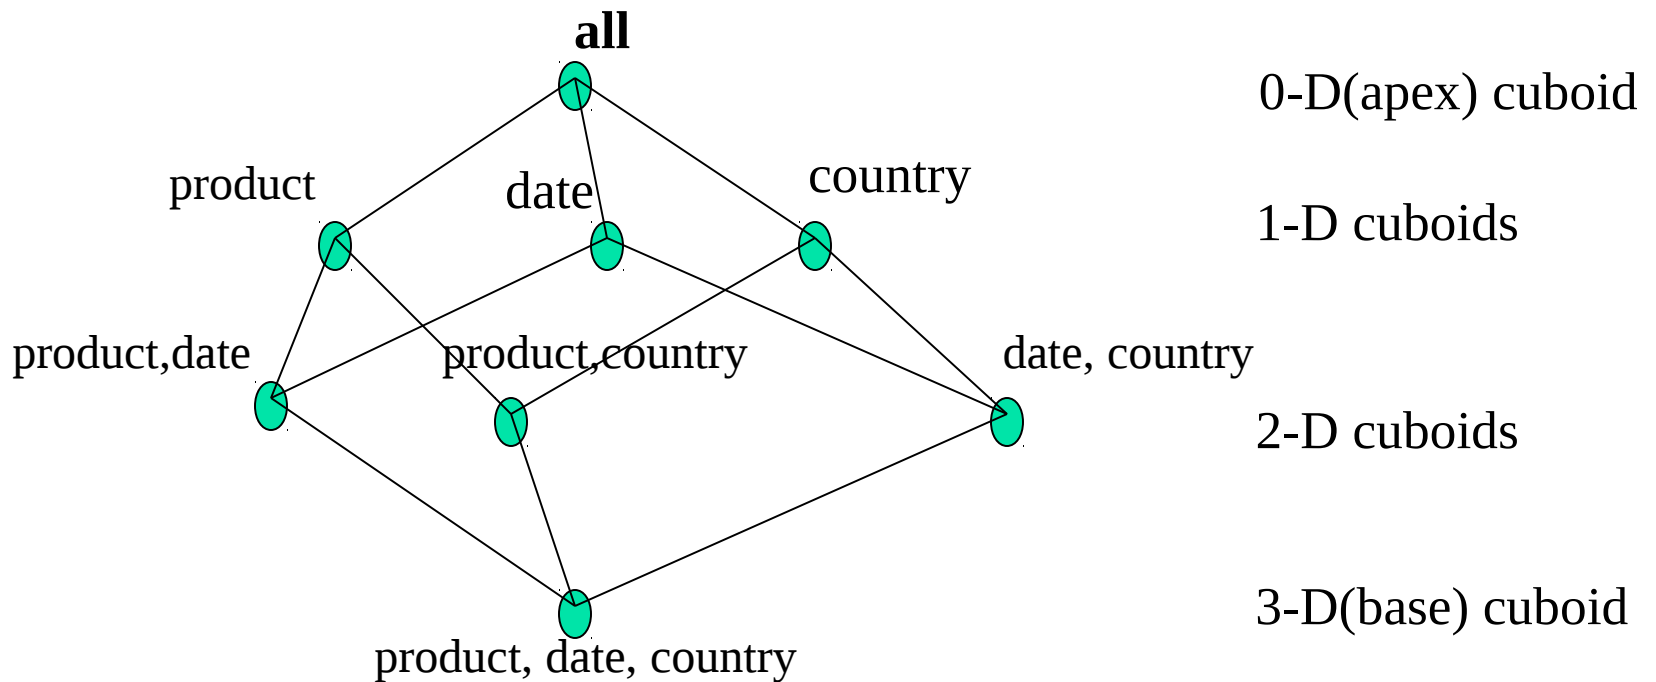 all
0-D(apex) cuboid
product
date
country
1-D cuboids
product,date
product,country
date, country
2-D cuboids
3-D(base) cuboid
product, date, country